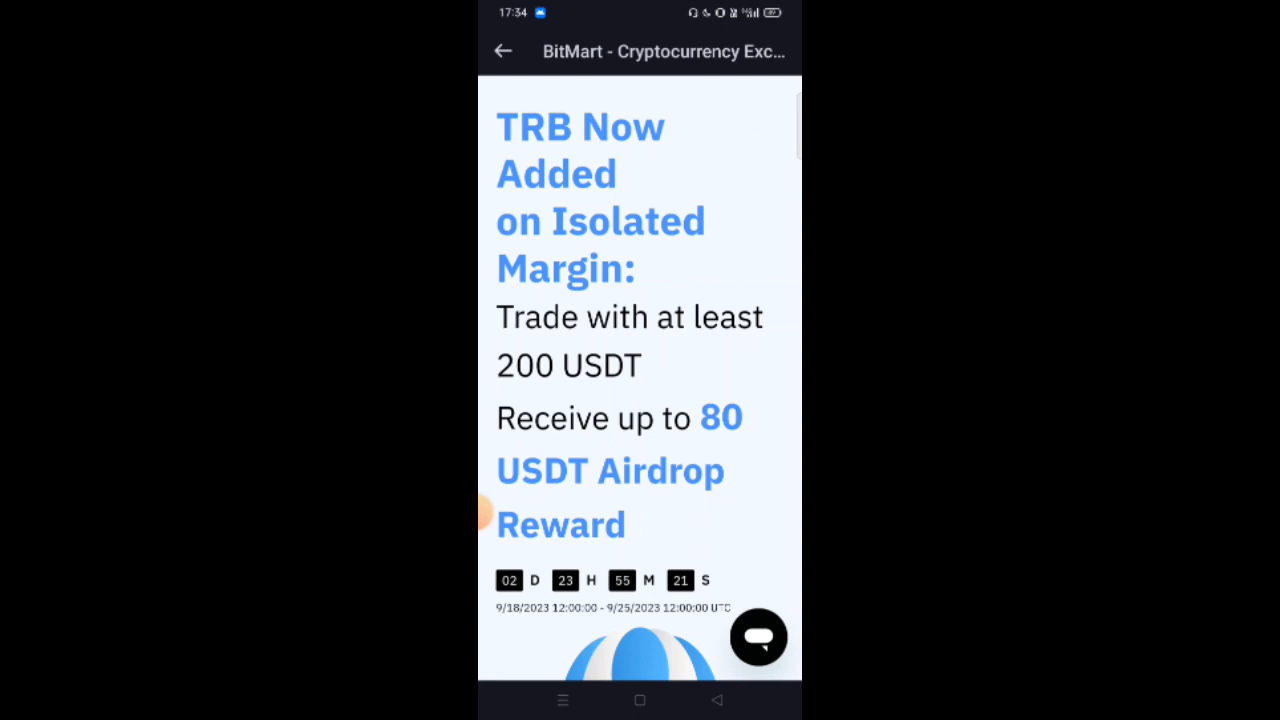 17:34
BitMart - Cryptocurrency Exc...
TRB Now
Added
on Isolated
Margin:
Trade with at least
200 USDT
Receive up to 80
USDT Airdrop
Reward
02 D 23 H 55 M 21 S
9/18/2023 12:00:00 - 9/25/2023 12:00:00 UTC